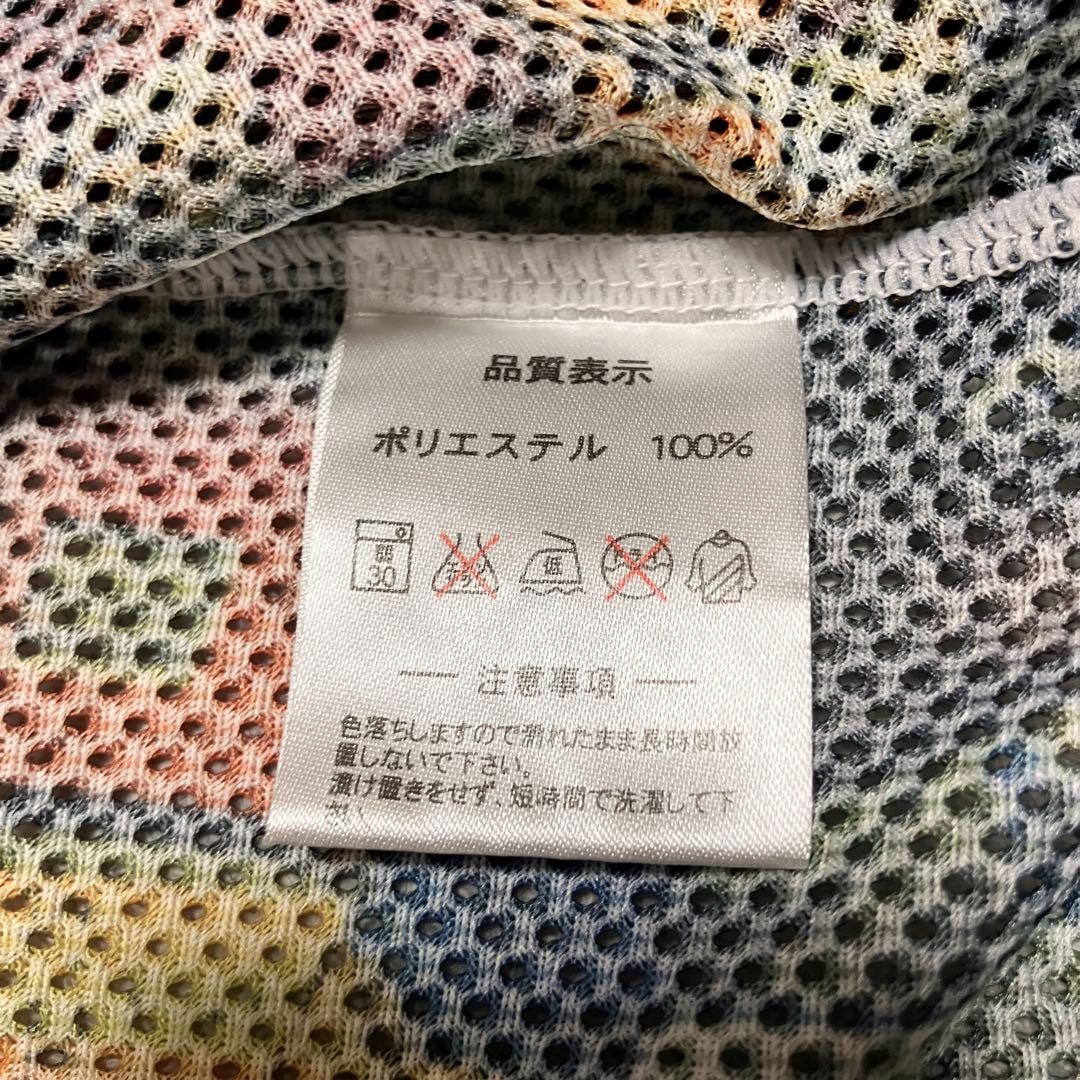 品質表示
ポリエステル 100%
弱
30
低
― 注意事項 ―
色落ちしますので濡れたまま長時間放
置しないで下さい。
漬け置きをせず、短時間で洗濯して下
さい